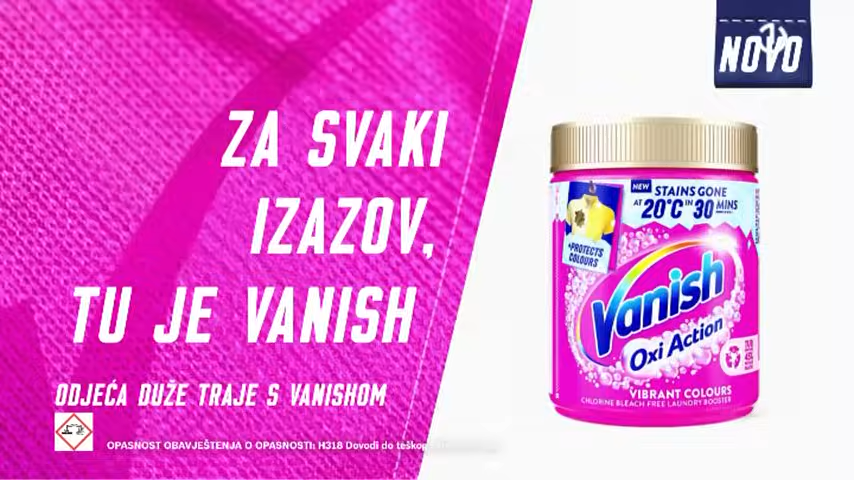 NOVO
ZA SVAKI
IZAZOV,
TU JE VANISH
ODJEĆA DUŽE TRAJE S VANISHOM
OPASNOST OBAVJEŠTENJA O OPASNOSTI: H318 Dovodi do teškog
NEW STAINS GONE
AT 20°C IN 30 MINS
+PROTECTS
COLOURS
Vanish
Oxi Action
VIBRANT COLOURS
CHLORINE BLEACH FREE LAUNDRY BOOSTER